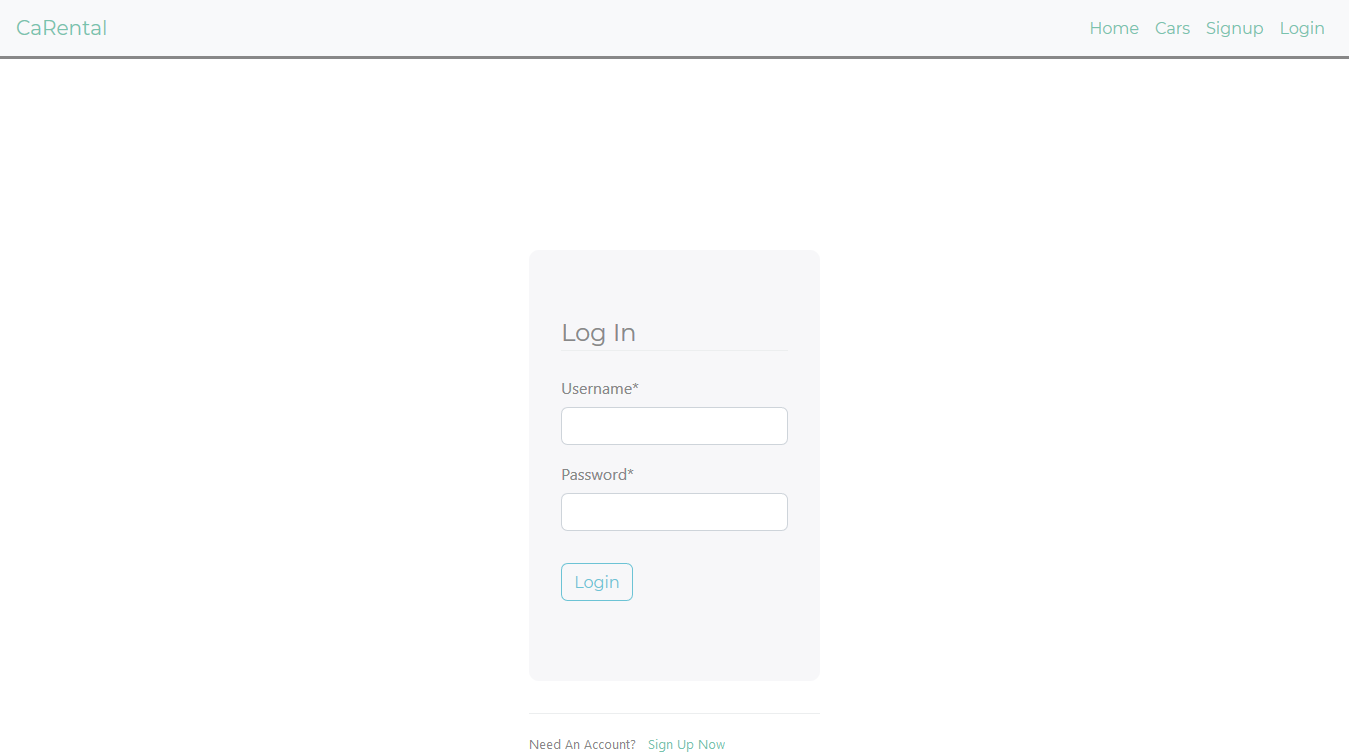 CaRental Home Cars Signup Login
Log In
Username*
Password*
Login
Need An Account? Sign Up Now